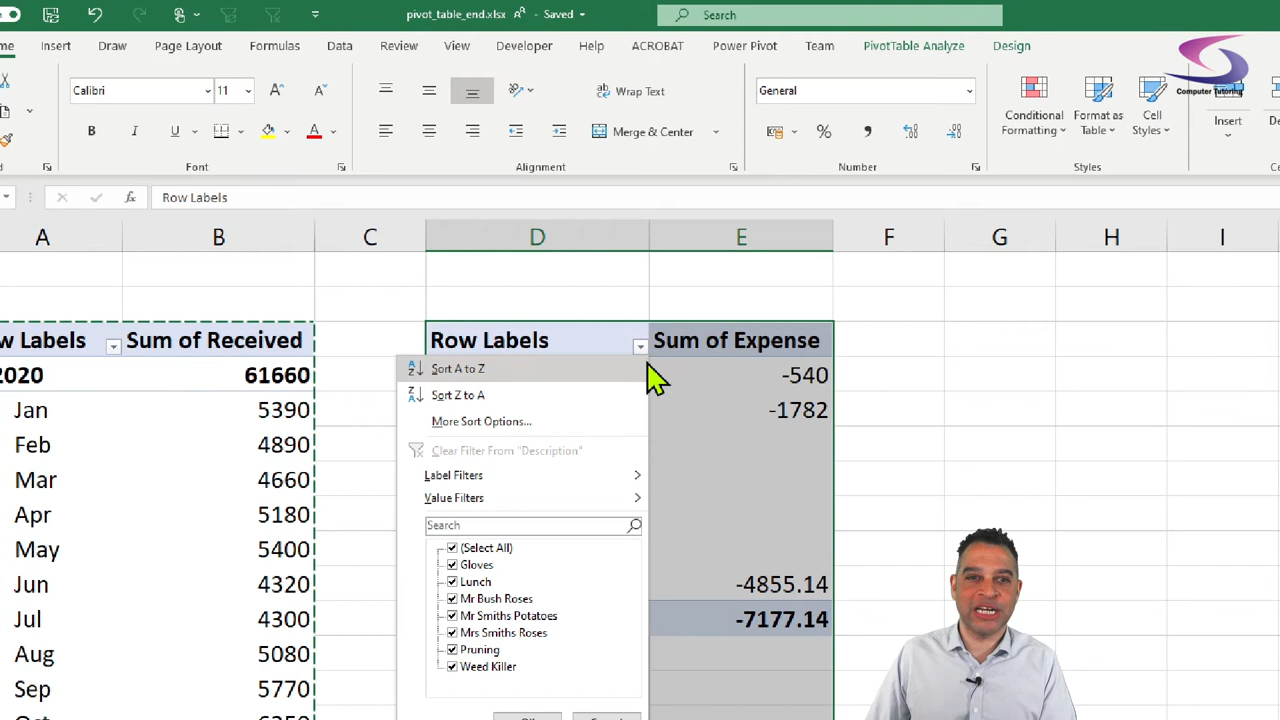 pivot_table_end.xlsx Saved Search
Insert Draw Page Layout Formulas Data Review View Developer Help ACROBAT Power Pivot Team PivotTable Analyze Design
Computer Tutoring
Calibri 11 Wrap Text General Conditional Formatting Format as Table Cell Styles Insert
B I U Merge & Center % 
Font Alignment Number Styles
fx Row Labels
A B C D E F G H I
w Labels Sum of Received Row Labels Sum of Expense
2020 61660 Sort A to Z -540
Jan 5390 Sort Z to A -1782
More Sort Options...
Feb 4890 Clear Filter From "Description"
Mar 4660 Label Filters
Value Filters
Apr 5180 Search
May 5400 (Select All)
Gloves
Jun 4320 Lunch -4855.14
Mr Bush Roses
Jul 4300 Mr Smiths Potatoes -7177.14
Mrs Smiths Roses
Aug 5080 Pruning
Weed Killer
Sep 5770